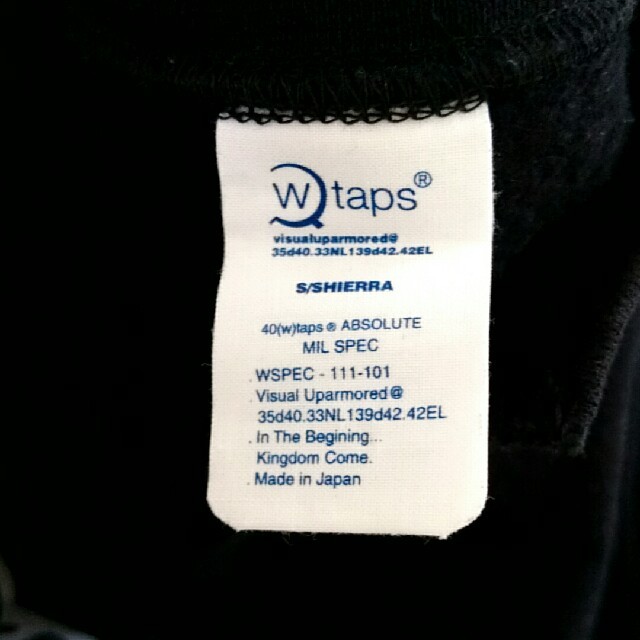 Wtaps®
visualuparmored@
35d40.33NL139d42.42EL
S/SHIERRA
40(w)taps® ABSOLUTE
MIL SPEC
.WSPEC - 111-101
Visual Uparmored@
35d40.33NL139d42.42EL
.In The Begining...
Kingdom Come.
.Made in Japan